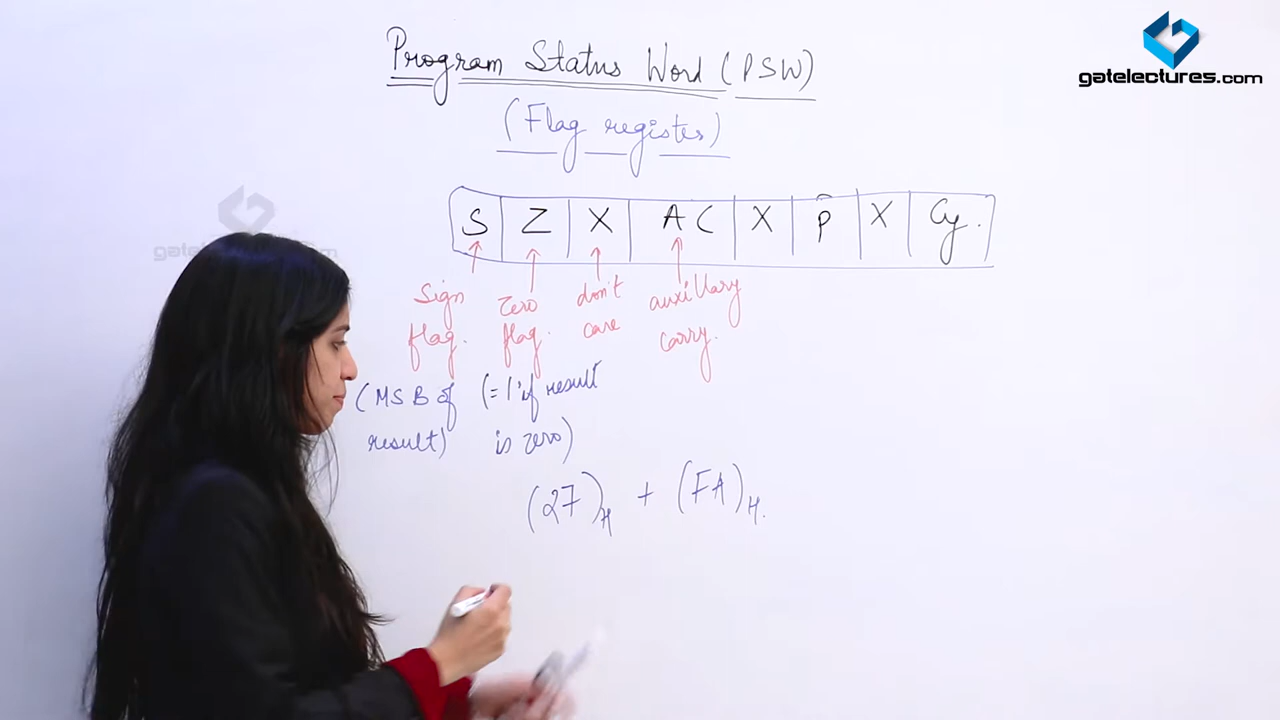 Program Status Word (PSW)
gatelectures.com
(Flag register)
S Z X AC X P X Cy.
Sign flag.
Zero flag.
don't care
auxillary carry.
(MSB of result)
(=1 if result is zero)
(27)H + (FA)H.